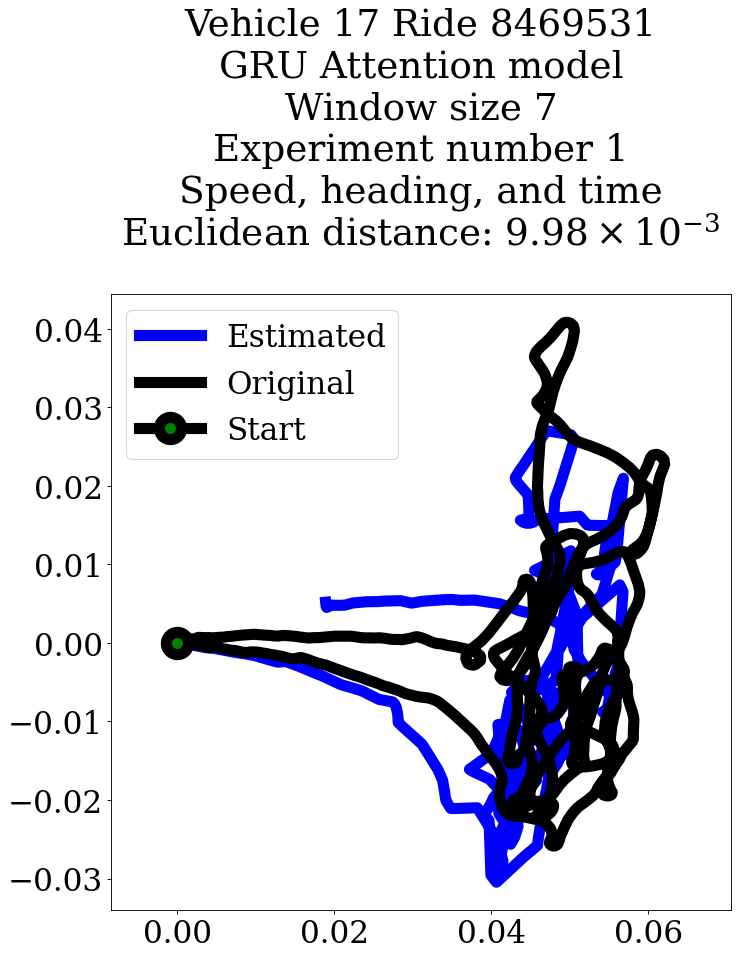 Vehicle 17 Ride 8469531
GRU Attention model
Window size 7
Experiment number 1
Speed, heading, and time
Euclidean distance: 9.98 × 10⁻³
Estimated
Original
Start
0.04
0.03
0.02
0.01
0.00
−0.01
−0.02
−0.03
0.00 0.02 0.04 0.06